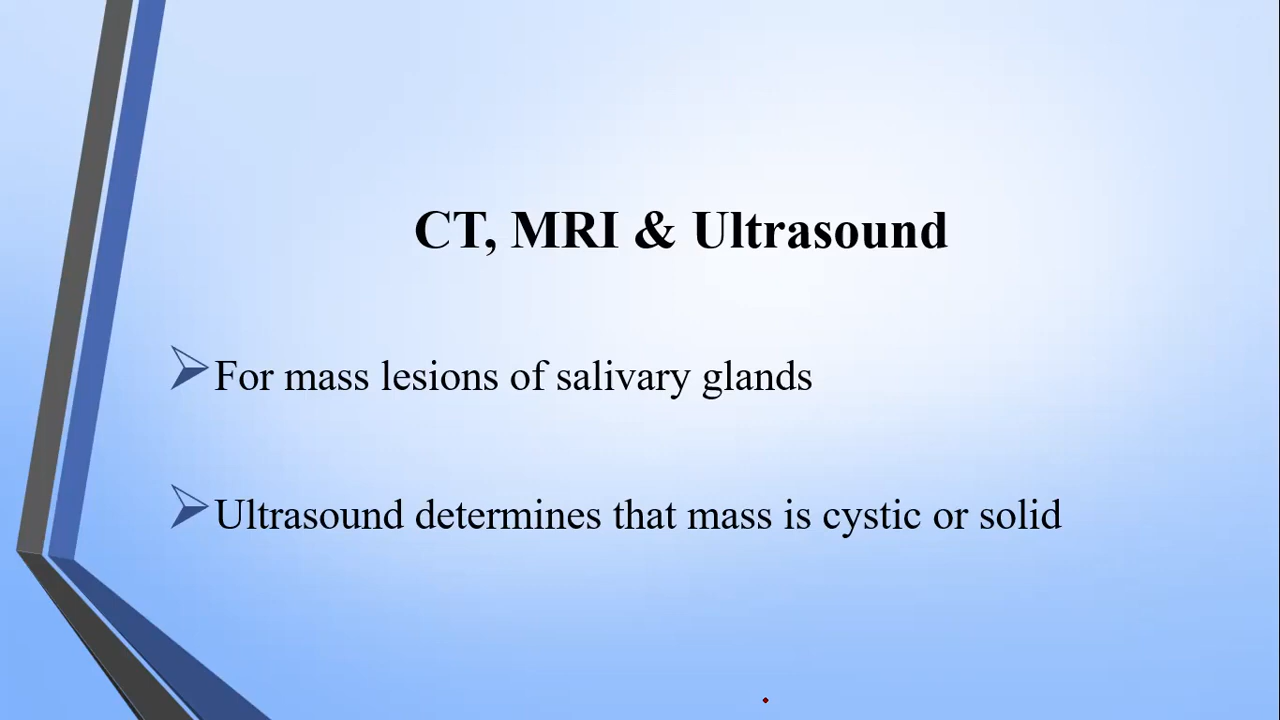 CT, MRI & Ultrasound
For mass lesions of salivary glands
Ultrasound determines that mass is cystic or solid